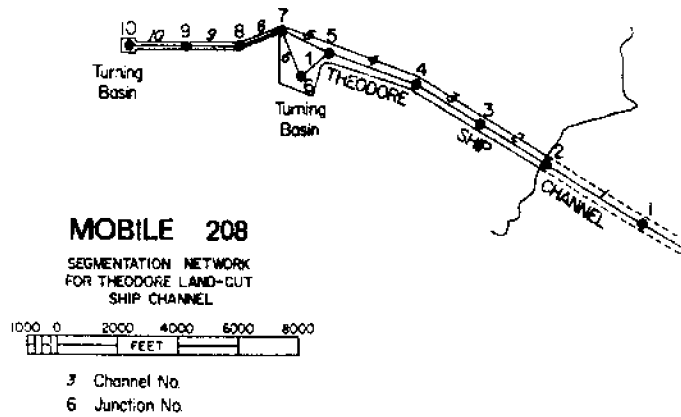 10 10 9 9 8 8 7 5 5 4 4 3 3 2 2 1 1
6 1 6
Turning
Basin
Turning
Basin
THEODORE
SHIP
CHANNEL
MOBILE 208
SEGMENTATION NETWORK
FOR THEODORE LAND-CUT
SHIP CHANNEL
1000 0 2000 4000 6000 8000
FEET
3 Channel No.
6 Junction No.